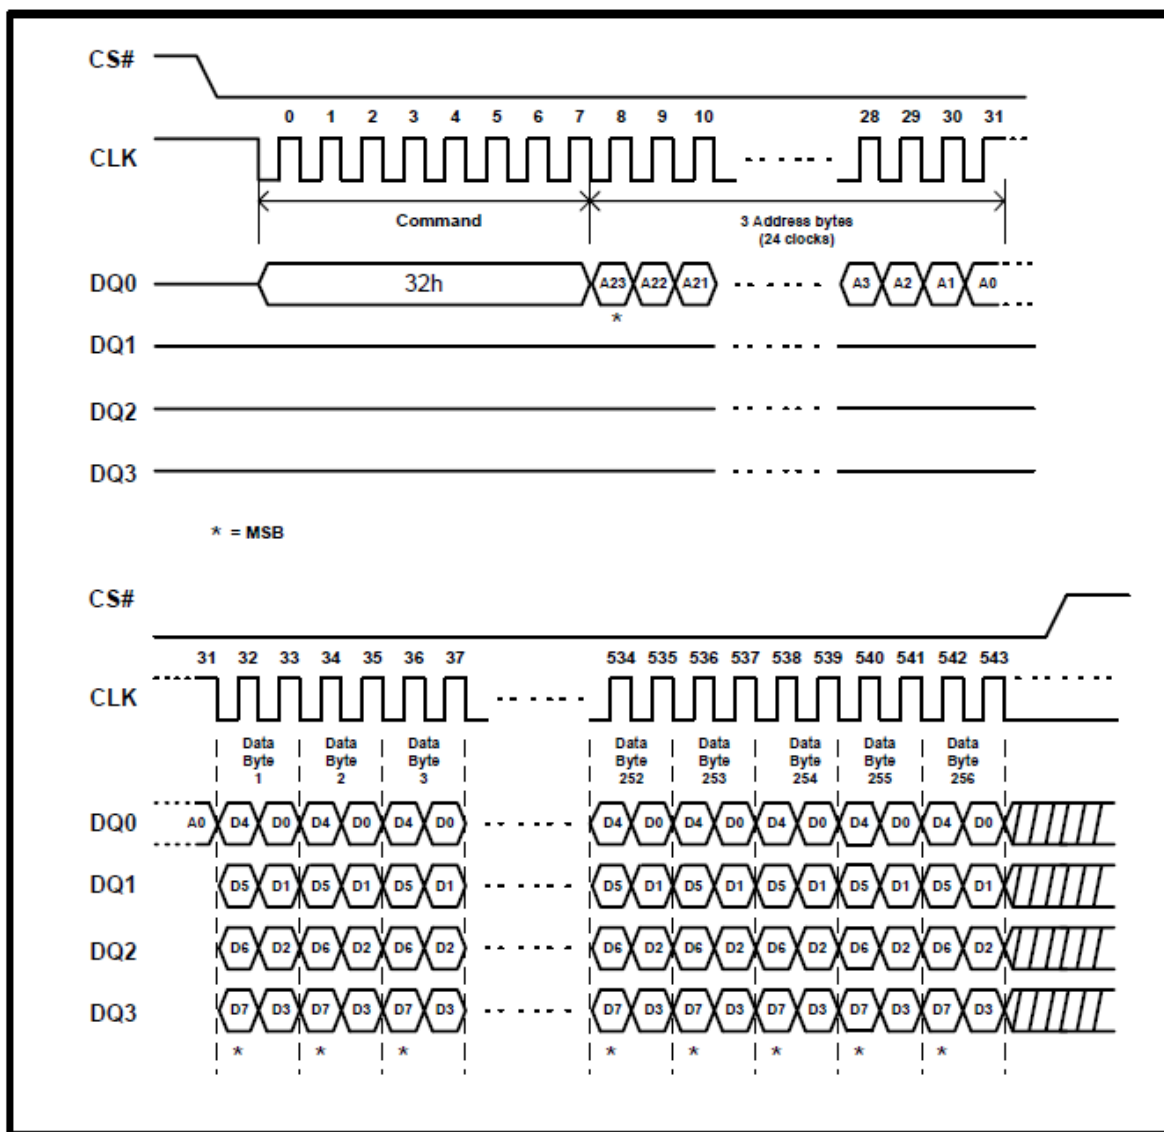 CS#
0 1 2 3 4 5 6 7 8 9 10 28 29 30 31
CLK
Command 3 Address bytes
(24 clocks)
DQ0 32h A23 A22 A21 A3 A2 A1 A0
*
DQ1
DQ2
DQ3
* = MSB
CS#
31 32 33 34 35 36 37 534 535 536 537 538 539 540 541 542 543
CLK
Data Data Data Data Data Data Data Data
Byte Byte Byte Byte Byte Byte Byte Byte
1 2 3 252 253 254 255 256
DQ0 A0 D4 D0 D4 D0 D4 D0 D4 D0 D4 D0 D4 D0 D4 D0 D4 D0
DQ1 D5 D1 D5 D1 D5 D1 D5 D1 D5 D1 D5 D1 D5 D1 D5 D1
DQ2 D6 D2 D6 D2 D6 D2 D6 D2 D6 D2 D6 D2 D6 D2 D6 D2
DQ3 D7 D3 D7 D3 D7 D3 D7 D3 D7 D3 D7 D3 D7 D3 D7 D3
* * * * * * * *